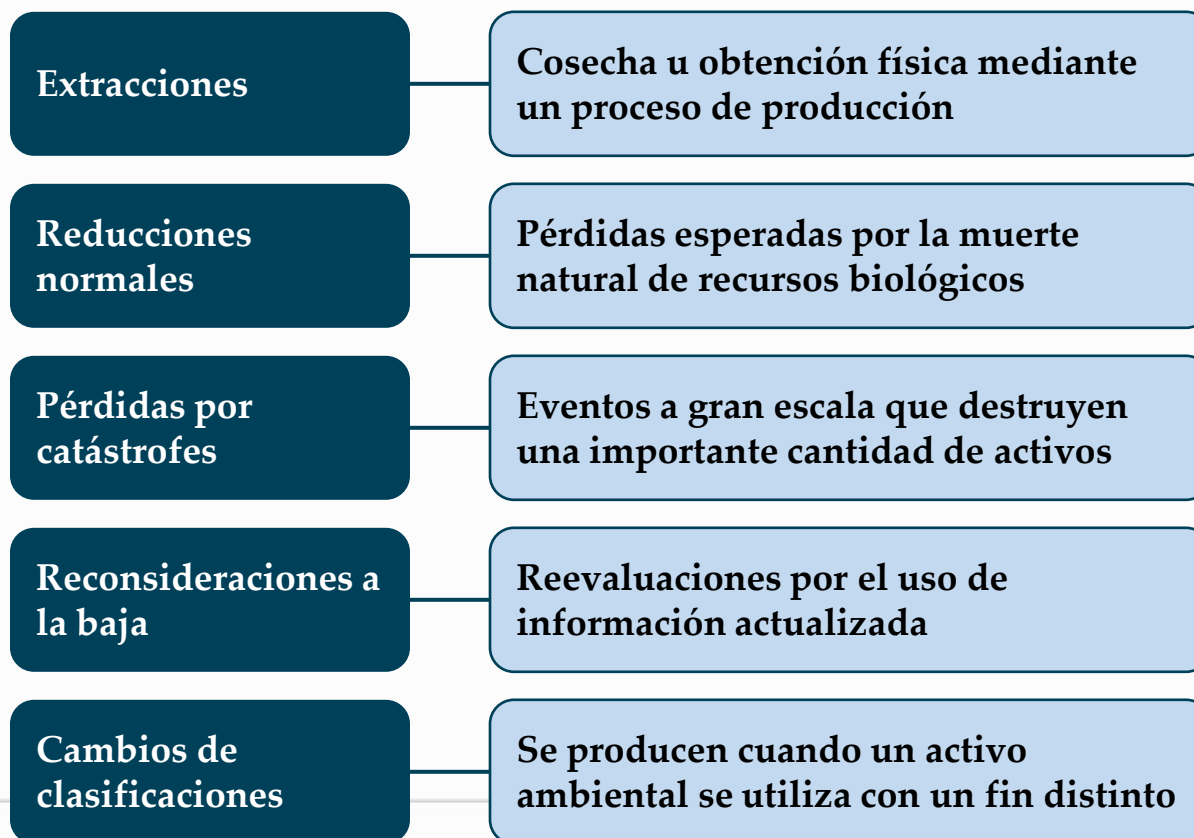 Extracciones
Cosecha u obtención física mediante
un proceso de producción
Reducciones
normales
Pérdidas esperadas por la muerte
natural de recursos biológicos
Pérdidas por
catástrofes
Eventos a gran escala que destruyen
una importante cantidad de activos
Reconsideraciones a
la baja
Reevaluaciones por el uso de
información actualizada
Cambios de
clasificaciones
Se producen cuando un activo
ambiental se utiliza con un fin distinto